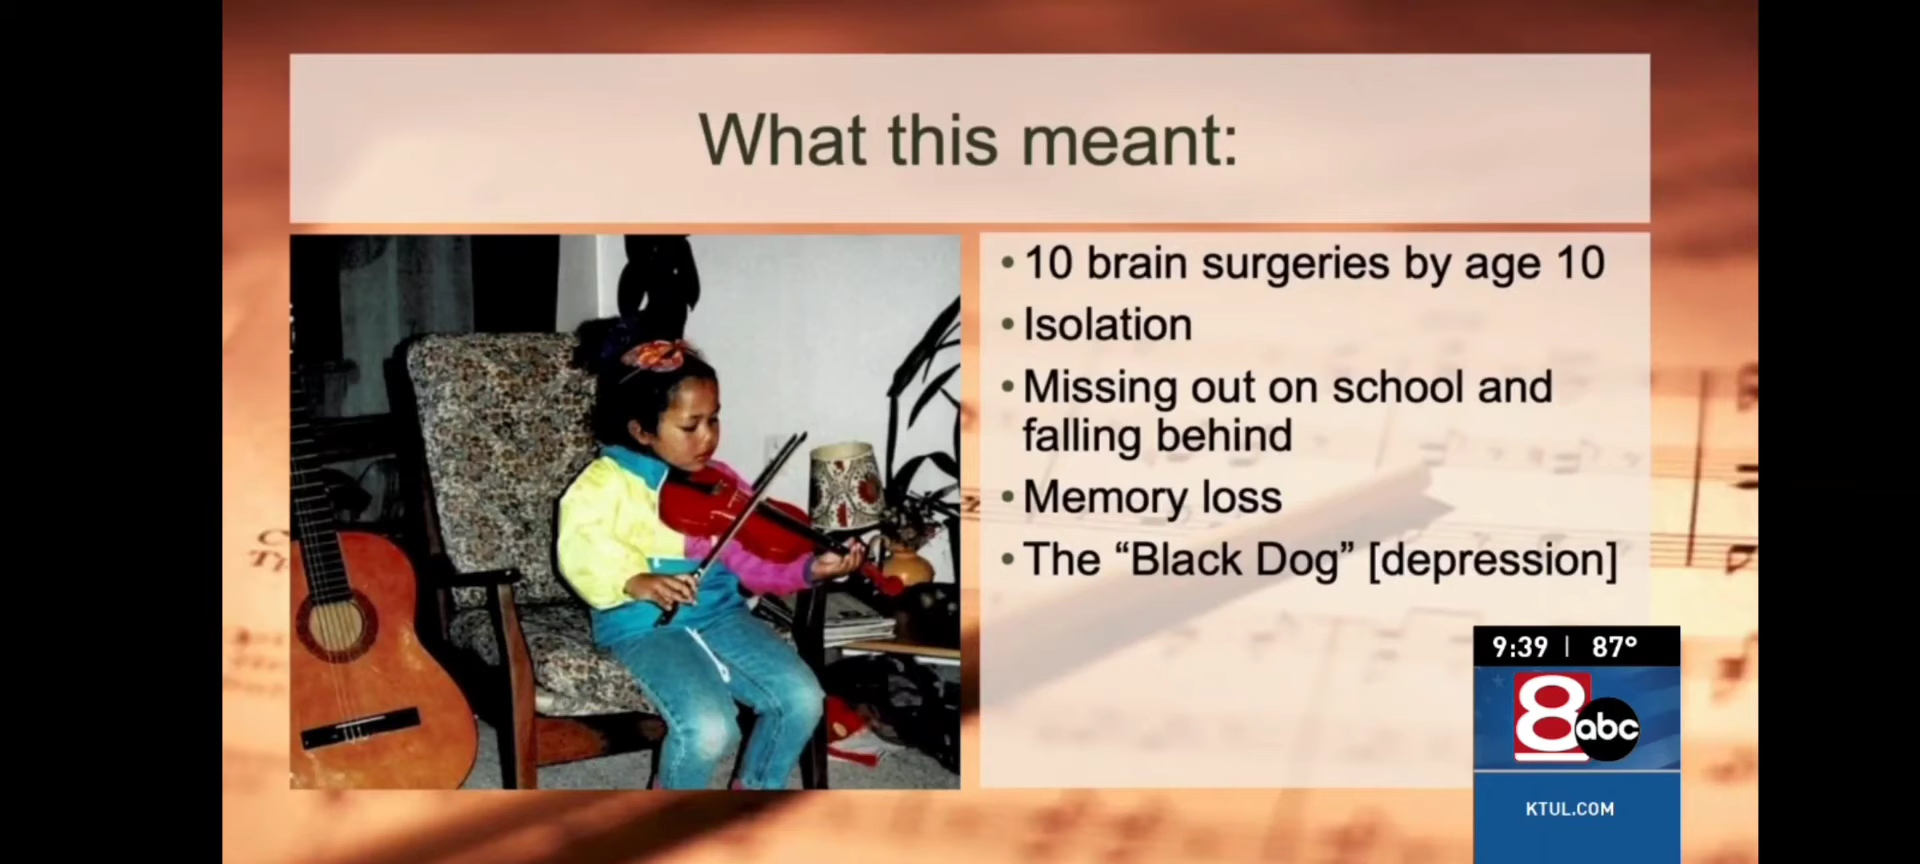 What this meant:
• 10 brain surgeries by age 10
• Isolation
• Missing out on school and
falling behind
• Memory loss
• The “Black Dog” [depression]
9:39 | 87°
8 abc
KTUL.COM